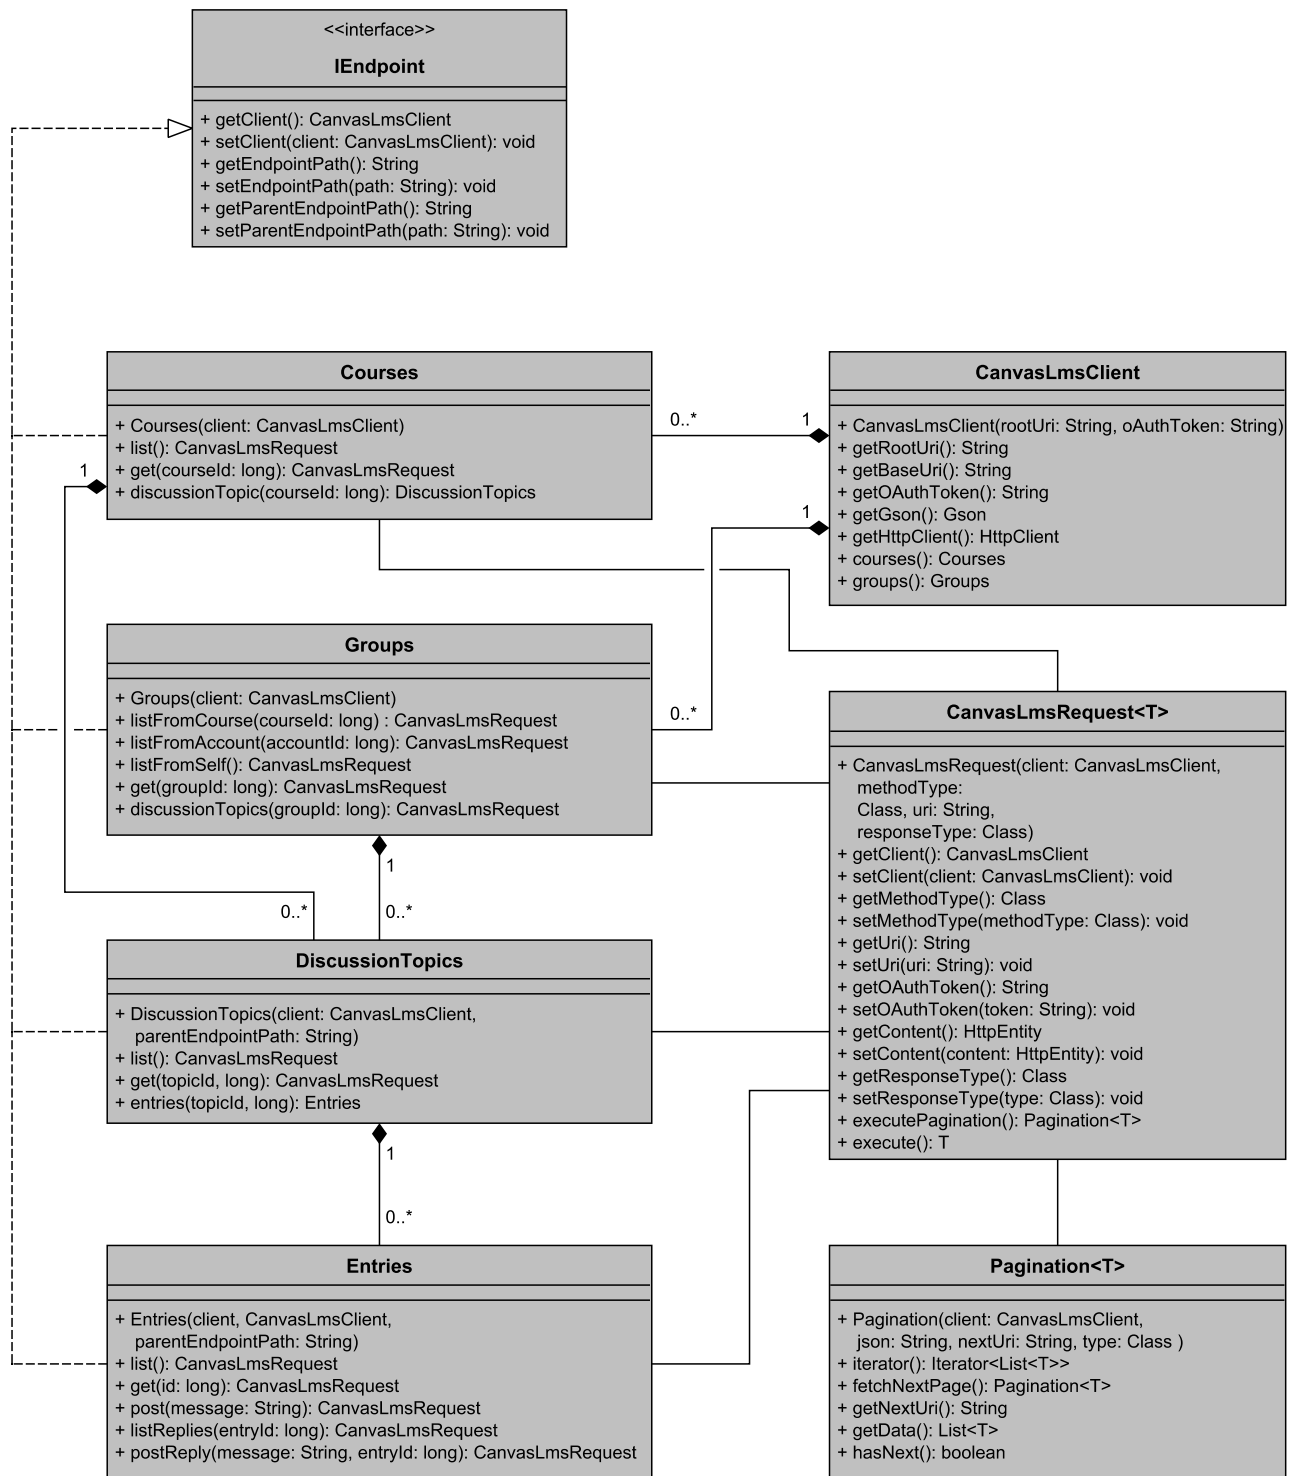 <<interface>>
IEndpoint
+ getClient(): CanvasLmsClient
+ setClient(client: CanvasLmsClient): void
+ getEndpointPath(): String
+ setEndpointPath(path: String): void
+ getParentEndpointPath(): String
+ setParentEndpointPath(path: String): void
Courses
+ Courses(client: CanvasLmsClient)
+ list(): CanvasLmsRequest
+ get(courseId: long): CanvasLmsRequest
+ discussionTopic(courseId: long): DiscussionTopics
1
0..*
1
CanvasLmsClient
+ CanvasLmsClient(rootUri: String, oAuthToken: String)
+ getRootUri(): String
+ getBaseUri(): String
+ getOAuthToken(): String
+ getGson(): Gson
+ getHttpClient(): HttpClient
+ courses(): Courses
+ groups(): Groups
1
0..*
Groups
+ Groups(client: CanvasLmsClient)
+ listFromCourse(courseId: long) : CanvasLmsRequest
+ listFromAccount(accountId: long): CanvasLmsRequest
+ listFromSelf(): CanvasLmsRequest
+ get(groupId: long): CanvasLmsRequest
+ discussionTopics(groupId: long): CanvasLmsRequest
1
0..*
0..*
CanvasLmsRequest<T>
+ CanvasLmsRequest(client: CanvasLmsClient,
methodType:
Class, uri: String,
responseType: Class)
+ getClient(): CanvasLmsClient
+ setClient(client: CanvasLmsClient): void
+ getMethodType(): Class
+ setMethodType(methodType: Class): void
+ getUri(): String
+ setUri(uri: String): void
+ getOAuthToken(): String
+ setOAuthToken(token: String): void
+ getContent(): HttpEntity
+ setContent(content: HttpEntity): void
+ getResponseType(): Class
+ setResponseType(type: Class): void
+ executePagination(): Pagination<T>
+ execute(): T
DiscussionTopics
+ DiscussionTopics(client: CanvasLmsClient,
parentEndpointPath: String)
+ list(): CanvasLmsRequest
+ get(topicId, long): CanvasLmsRequest
+ entries(topicId, long): Entries
1
0..*
Entries
+ Entries(client, CanvasLmsClient,
parentEndpointPath: String)
+ list(): CanvasLmsRequest
+ get(id: long): CanvasLmsRequest
+ post(message: String): CanvasLmsRequest
+ listReplies(entryId: long): CanvasLmsRequest
+ postReply(message: String, entryId: long): CanvasLmsRequest
Pagination<T>
+ Pagination(client: CanvasLmsClient,
json: String, nextUri: String, type: Class )
+ iterator(): Iterator<List<T>>
+ fetchNextPage(): Pagination<T>
+ getNextUri(): String
+ getData(): List<T>
+ hasNext(): boolean